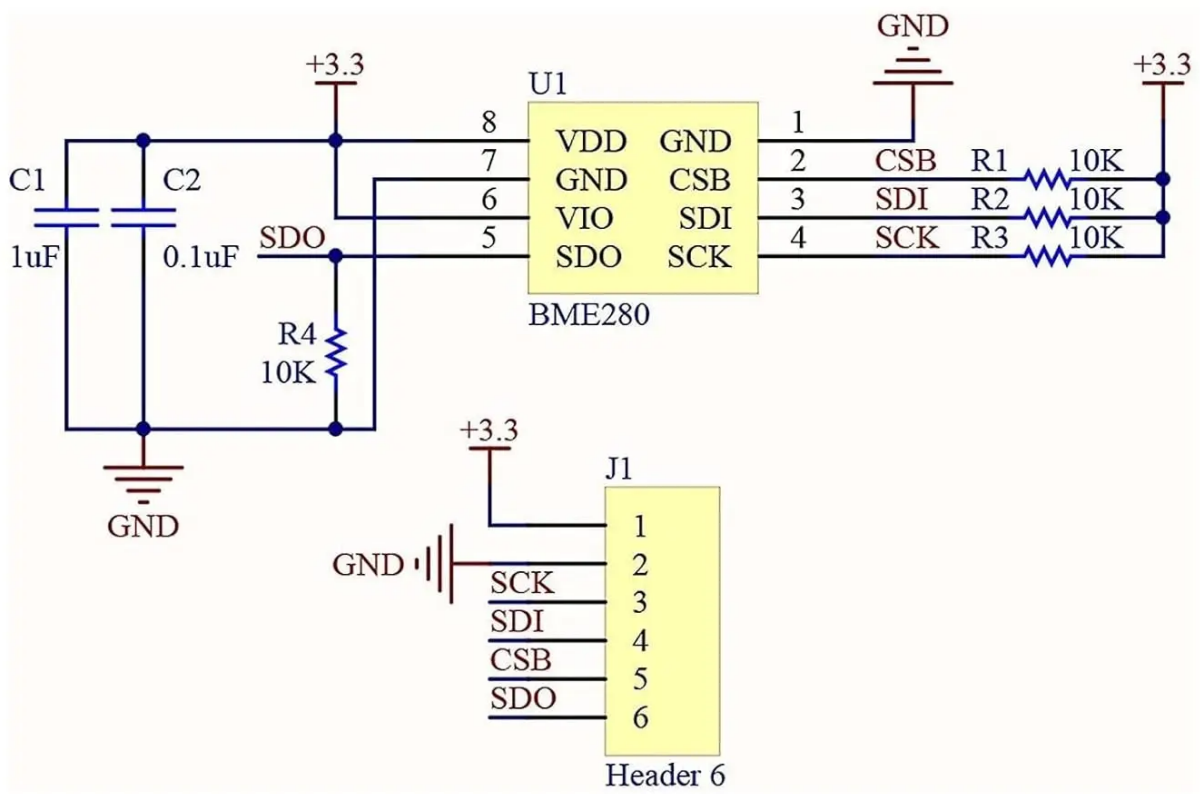 GND
+3.3
+3.3
U1
8
VDD
GND
1
7
GND
CSB
2
CSB
R1
10K
C1
C2
6
VIO
SDI
3
SDI
R2
10K
1uF
0.1uF
SDO
5
SDO
SCK
4
SCK
R3
10K
BME280
R4
10K
+3.3
J1
GND
1
GND
2
SCK
3
SDI
4
CSB
5
SDO
6
Header 6